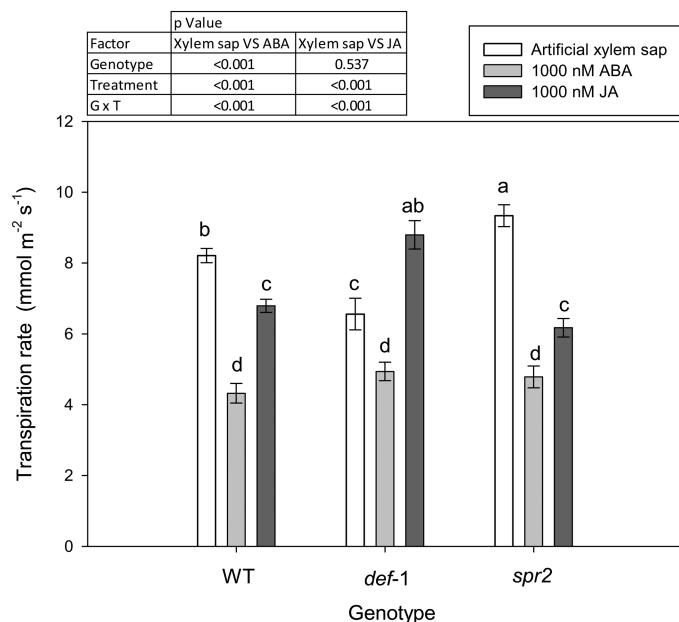 p Value
Factor Xylem sap VS ABA Xylem sap VS JA
Genotype <0.001 0.537
Treatment <0.001 <0.001
G x T <0.001 <0.001
Artificial xylem sap
1000 nM ABA
1000 nM JA
Transpiration rate (mmol m⁻² s⁻¹)
12
10
8
6
4
2
0
b
d
c
c
d
ab
a
d
c
WT def-1 spr2
Genotype